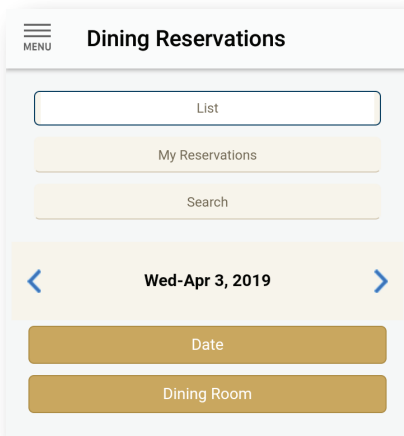 Dining Reservations
MENU
List
My Reservations
Search
Wed-Apr 3, 2019
Date
Dining Room